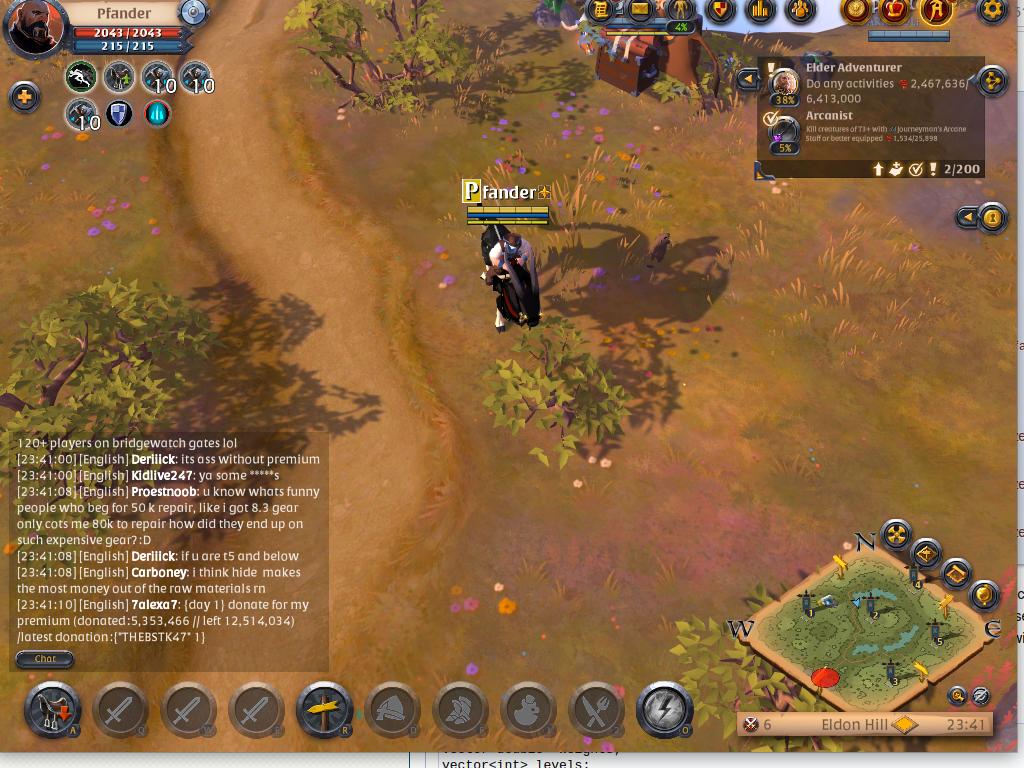 Pfander
2043 / 2043
215 / 215
10
10
10
4%
Elder Adventurer
Do any activities 2,467,636/
6,413,000
38%
Arcanist
Kill creatures of T3+ with Journeyman's Arcane
Staff or better equipped 1,534/25,898
5%
2/200
1
Pfander
120+ players on bridgewatch gates lol
[23:41:00] [English] Deriick: its ass without premium
[23:41:00] [English] Kidlive247: ya some *****s
[23:41:08] [English] Proestnoob: u know whats funny
people who beg for 50 k repair, like i got 8.3 gear
only cots me 80k to repair how did they end up on
such expensive gear? :D
[23:41:08] [English] Deriick: if u are t5 and below
[23:41:08] [English] Carboney: i think hide makes
the most money out of the raw materials rn
[23:41:10] [English] 7alexa7: {day 1} donate for my
premium (donated:5,353,466 // left 12,514,034)
/latest donation:{"THEBSTK47" 1}
Chat
N
W
E
1
2
3
4
5
A
Q
W
E
R
D
F
O
6
Eldon Hill
23:41
vector<int> levels;